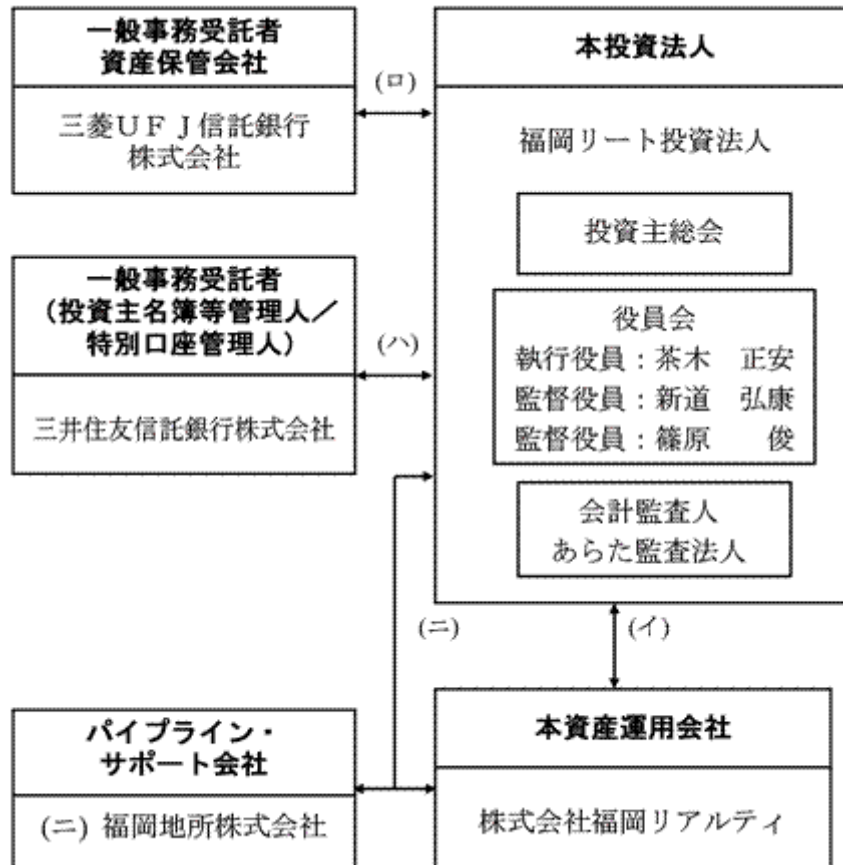 一般事務受託者
資産保管会社
三菱UFJ信託銀行
株式会社
(ロ)
本投資法人
福岡リート投資法人
投資主総会
役員会
執行役員：茶木　正安
監督役員：新道　弘康
監督役員：篠原　　俊
会計監査人
あらた監査法人
一般事務受託者
（投資主名簿等管理人／
特別口座管理人）
三井住友信託銀行株式会社
(ハ)
(ニ)
(イ)
パイプライン・
サポート会社
(ニ) 福岡地所株式会社
本資産運用会社
株式会社福岡リアルティ